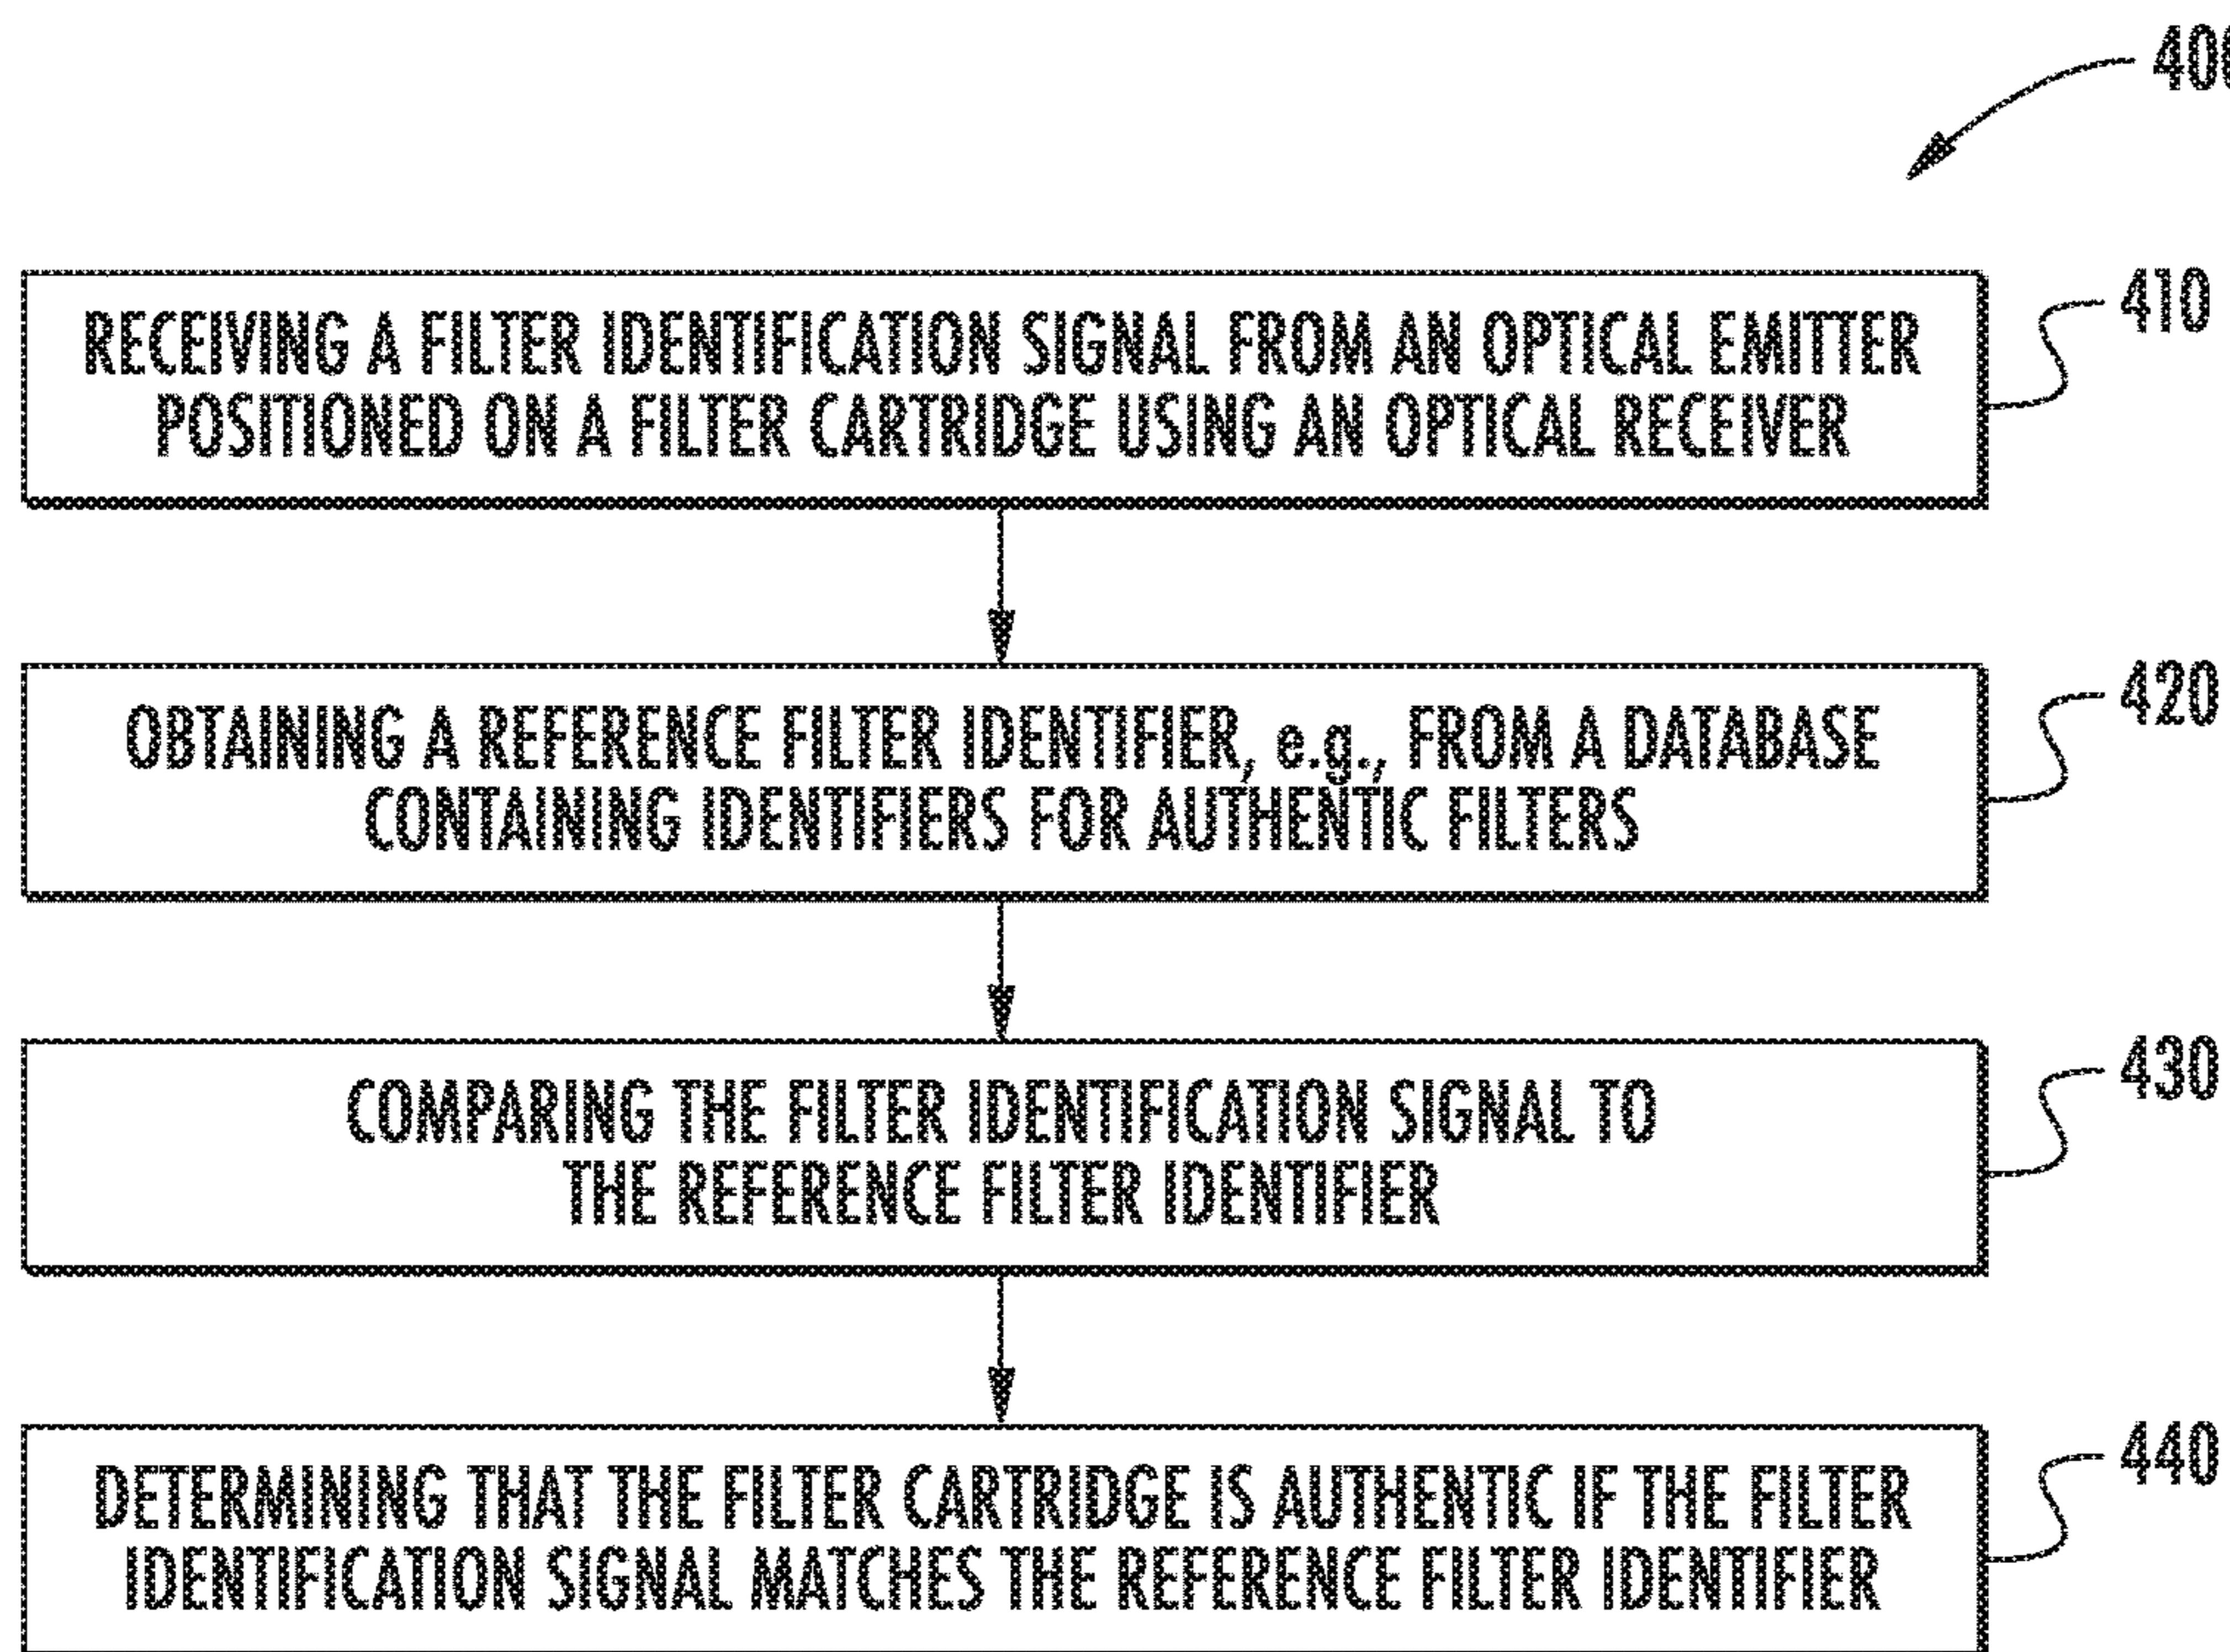 400
RECEIVING A FILTER IDENTIFICATION SIGNAL FROM AN OPTICAL EMITTER
POSITIONED ON A FILTER CARTRIDGE USING AN OPTICAL RECEIVER
410
OBTAINING A REFERENCE FILTER IDENTIFIER, e.g., FROM A DATABASE
CONTAINING IDENTIFIERS FOR AUTHENTIC FILTERS
420
COMPARING THE FILTER IDENTIFICATION SIGNAL TO
THE REFERENCE FILTER IDENTIFIER
430
DETERMINING THAT THE FILTER CARTRIDGE IS AUTHENTIC IF THE FILTER
IDENTIFICATION SIGNAL MATCHES THE REFERENCE FILTER IDENTIFIER
440